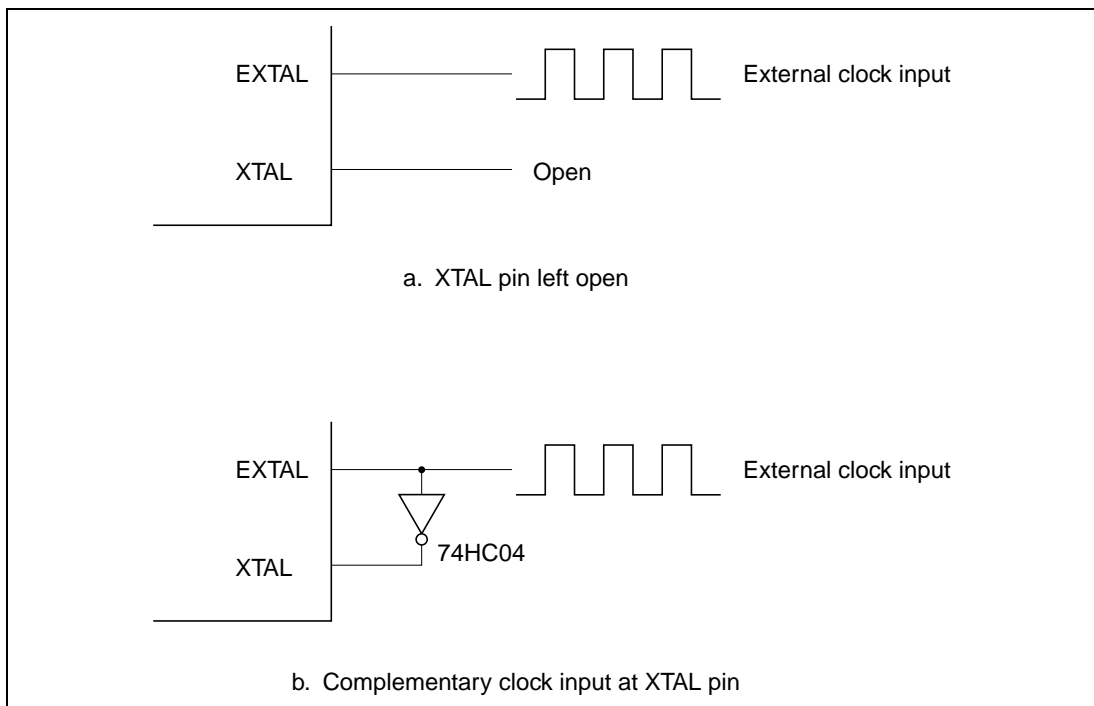 EXTAL
External clock input
XTAL
Open
a. XTAL pin left open
EXTAL
External clock input
74HC04
XTAL
b. Complementary clock input at XTAL pin